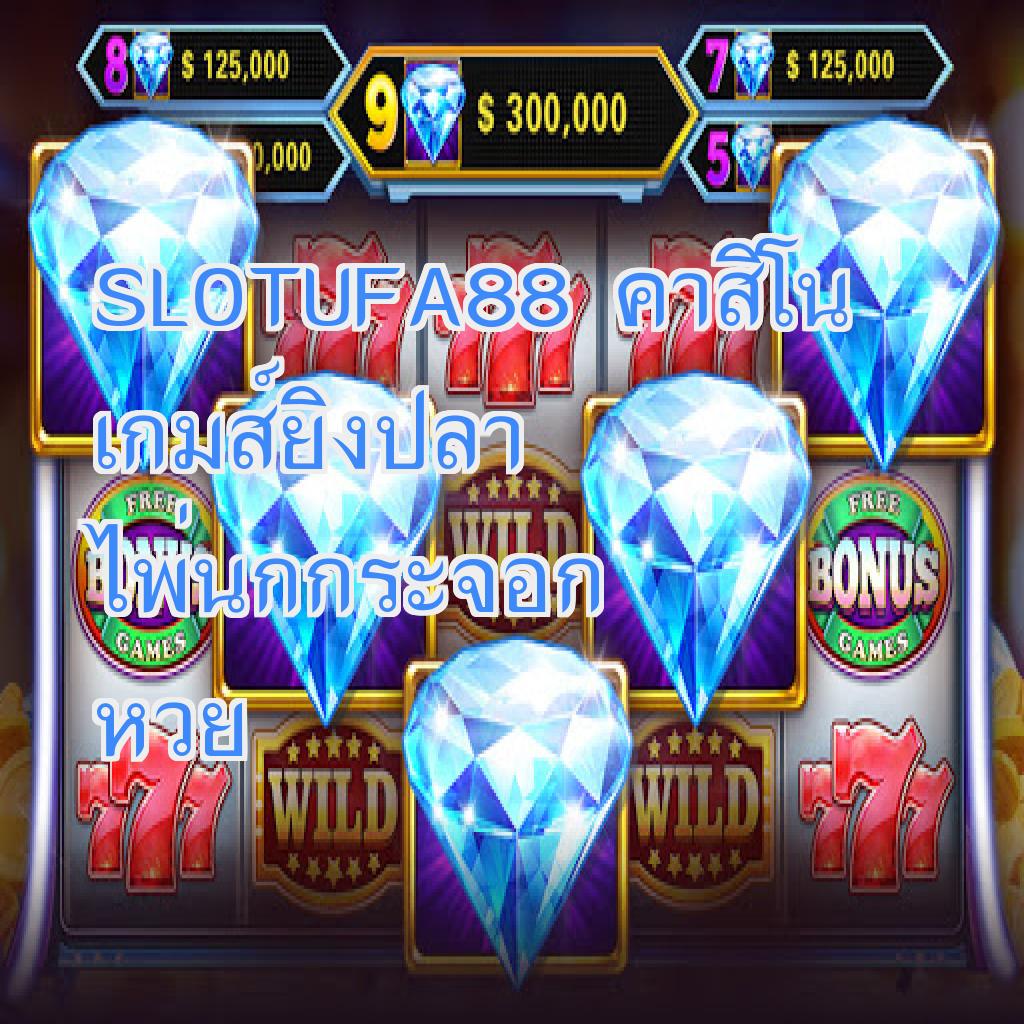 8 $ 125,000
9 $ 300,000
7 $ 125,000
0,000
5
777 777 777
SLOTUFA88 คาสิโน
เกมส์ยิงปลา
FREE BONUS GAMES
WILD
FREE BONUS GAMES
ไพ่นกกระจอก
หวย
777
WILD
WILD
777